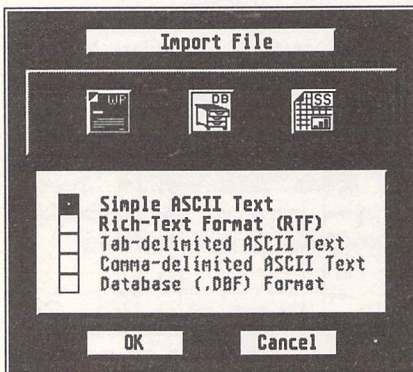 Import File
WP
DB
SS
Simple ASCII Text
Rich-Text Format (RTF)
Tab-delimited ASCII Text
Comma-delimited ASCII Text
Database (.DBF) Format
OK
Cancel